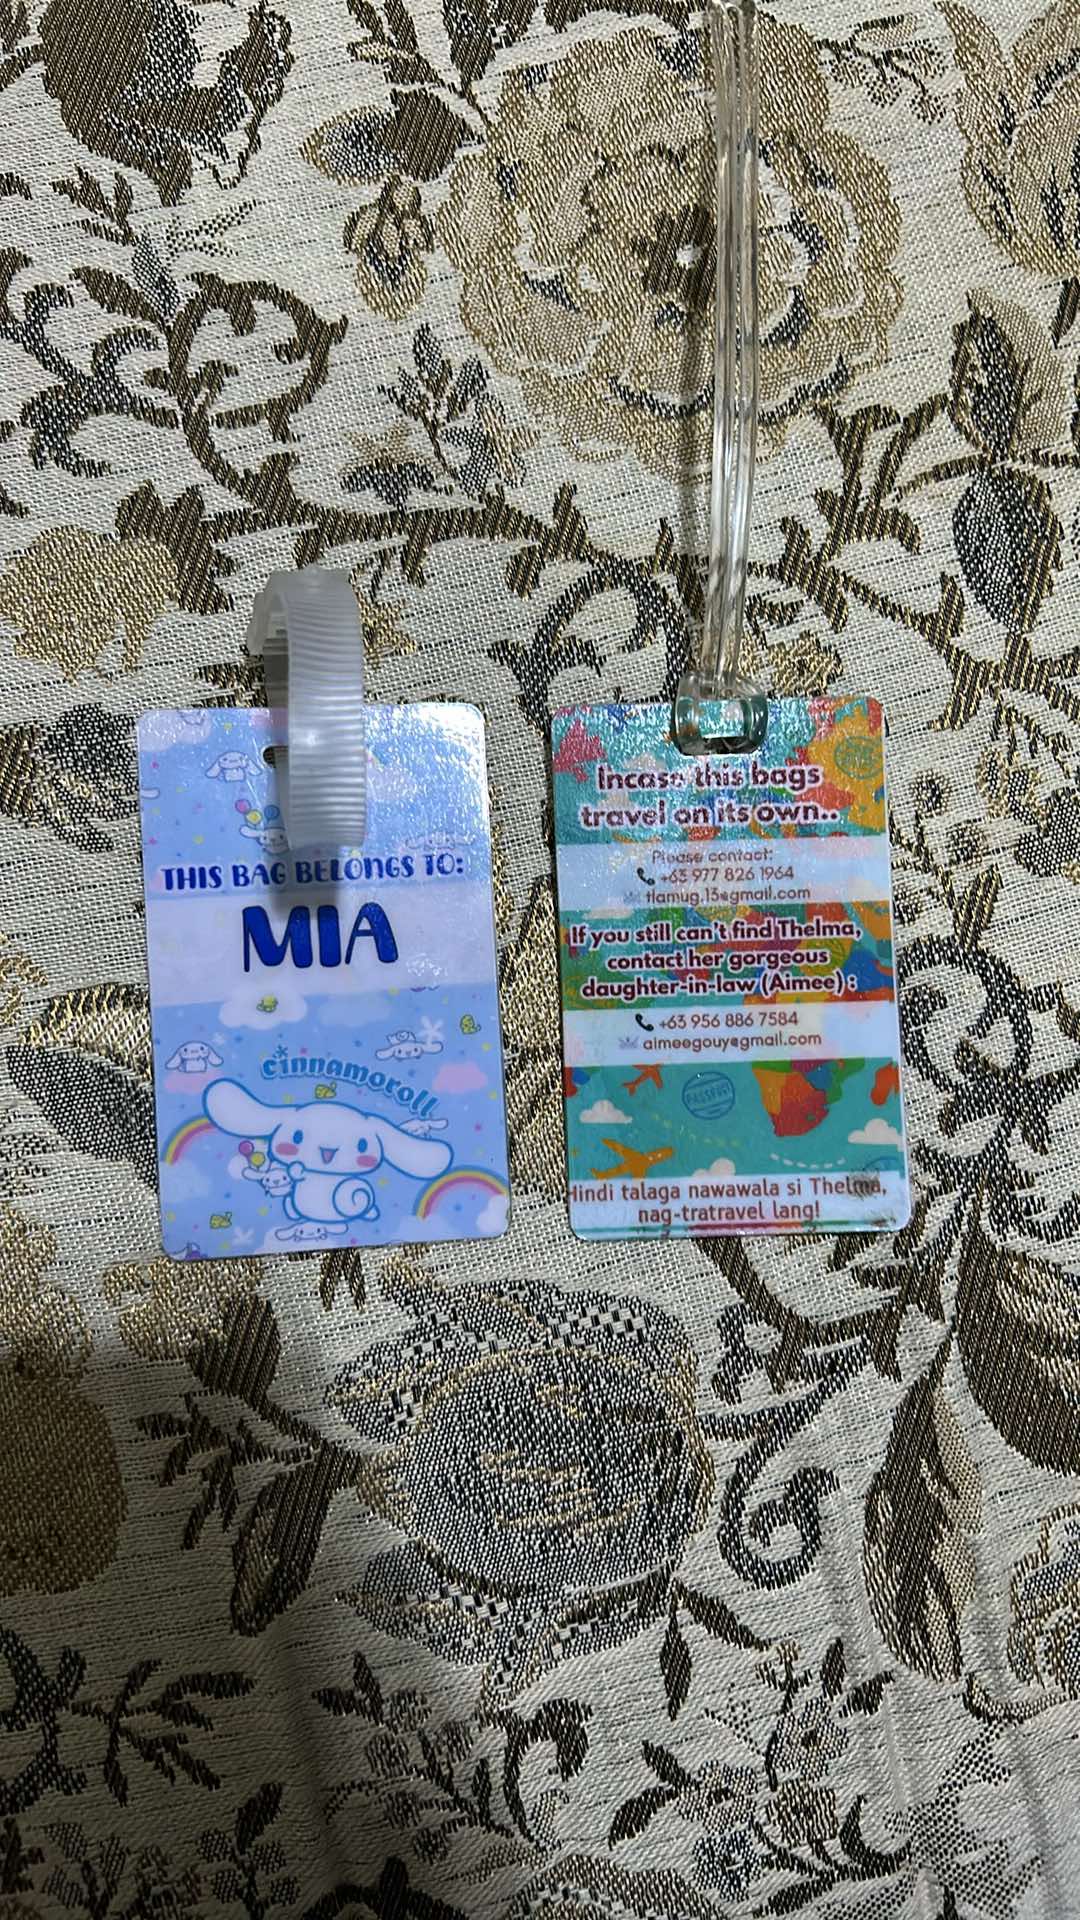 THIS BAG BELONGS TO:
MIA
cinnamoroll
Incase this bags
travel on its own..
Please contact:
+63 977 826 1964
tlamug.13@gmail.com
If you still can't find Thelma,
contact her gorgeous
daughter-in-law (Aimee) :
+63 956 886 7584
aimeegouy@gmail.com
PASSPORT
Hindi talaga nawawala si Thelma,
nag-tratravel lang!